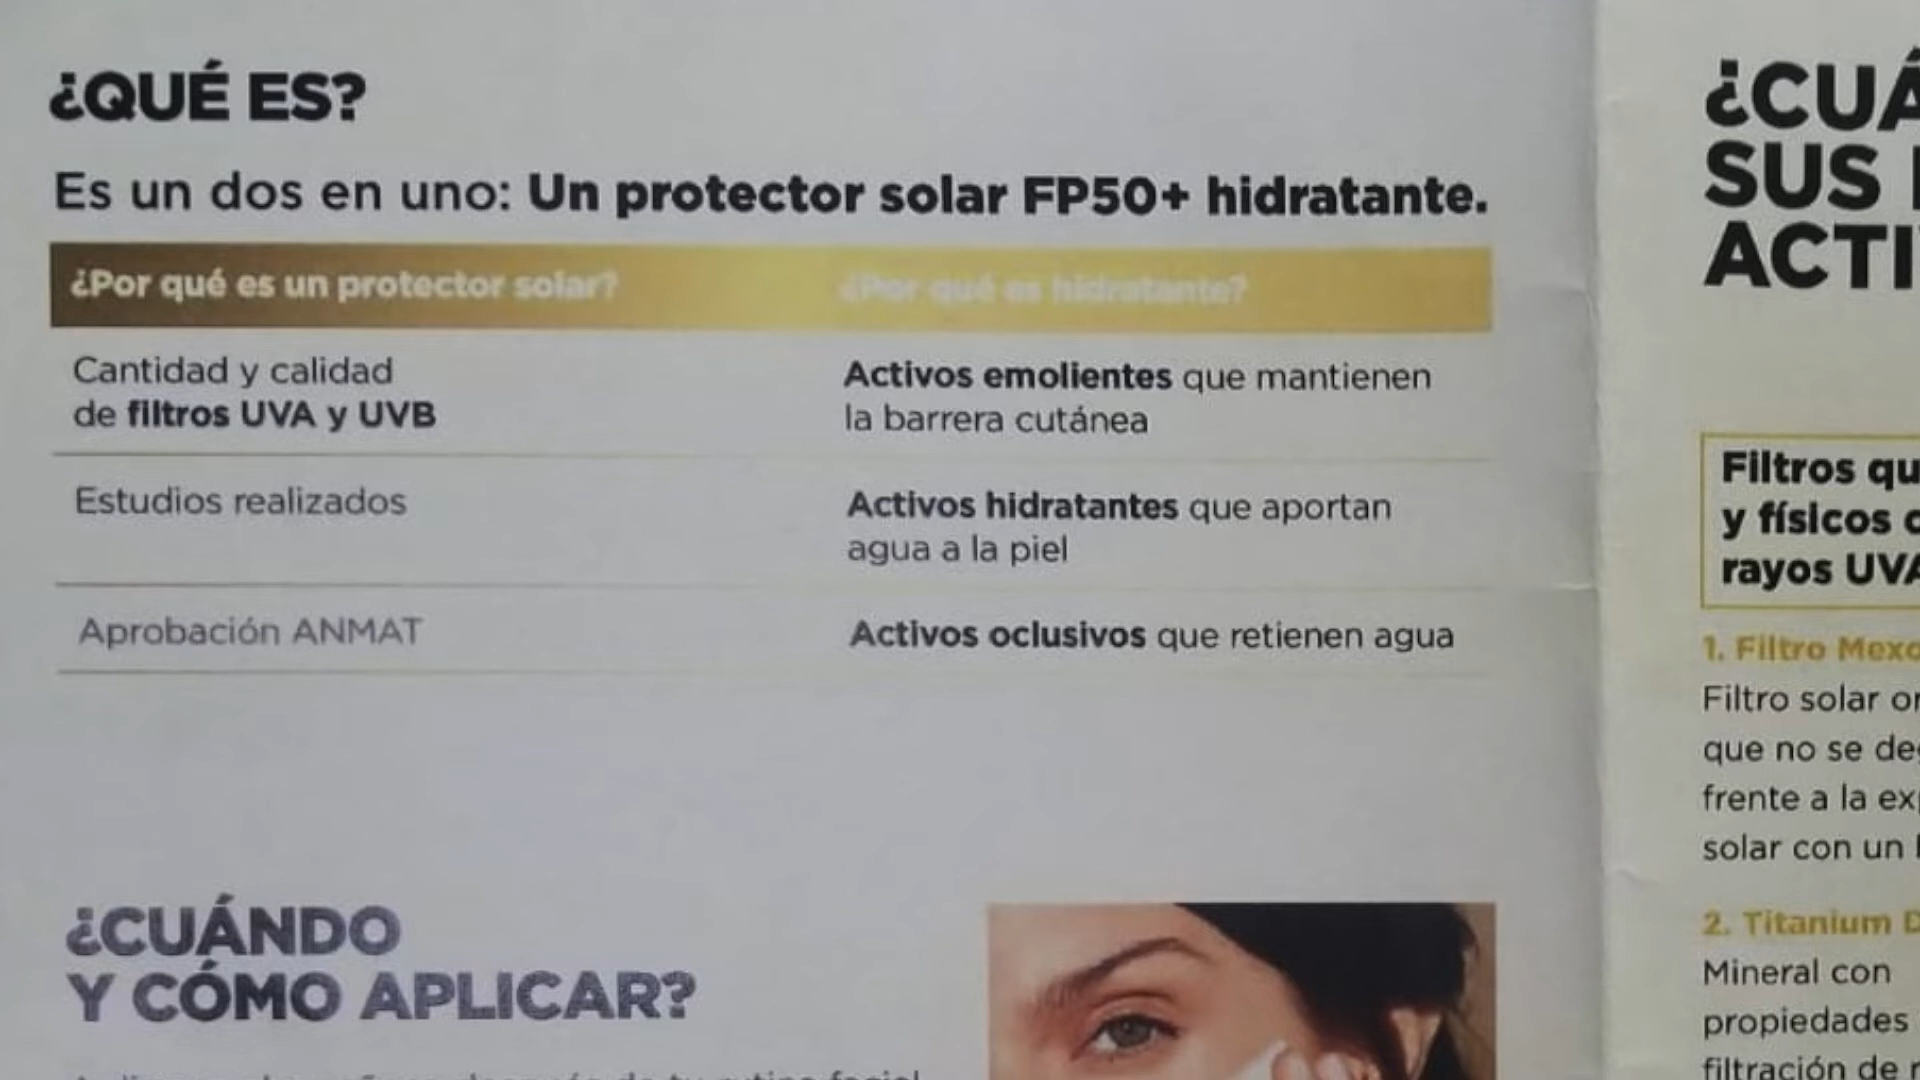 ¿QUÉ ES?
Es un dos en uno: Un protector solar FP50+ hidratante.
¿Por qué es un protector solar?
¿Por qué es hidratante?
Cantidad y calidad
de filtros UVA y UVB
Activos emolientes que mantienen
la barrera cutánea
Estudios realizados
Activos hidratantes que aportan
agua a la piel
Aprobación ANMAT
Activos oclusivos que retienen agua
¿CUÁNDO
Y CÓMO APLICAR?
rutina facial
¿CUÁ
SUS
ACTI
Filtros qu
y físicos
rayos UVA
1. Filtro Mexo
Filtro solar or
que no se de
frente a la ex
solar con un
2. Titanium D
Mineral con
propiedades
filtración de